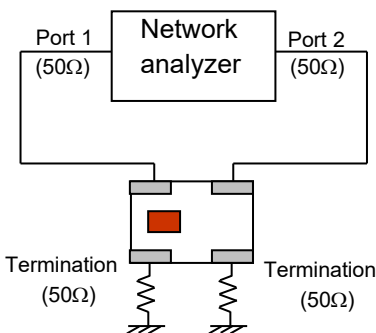 Port 1
(50Ω)
Network
analyzer
Port 2
(50Ω)
Termination
(50Ω)
Termination
(50Ω)